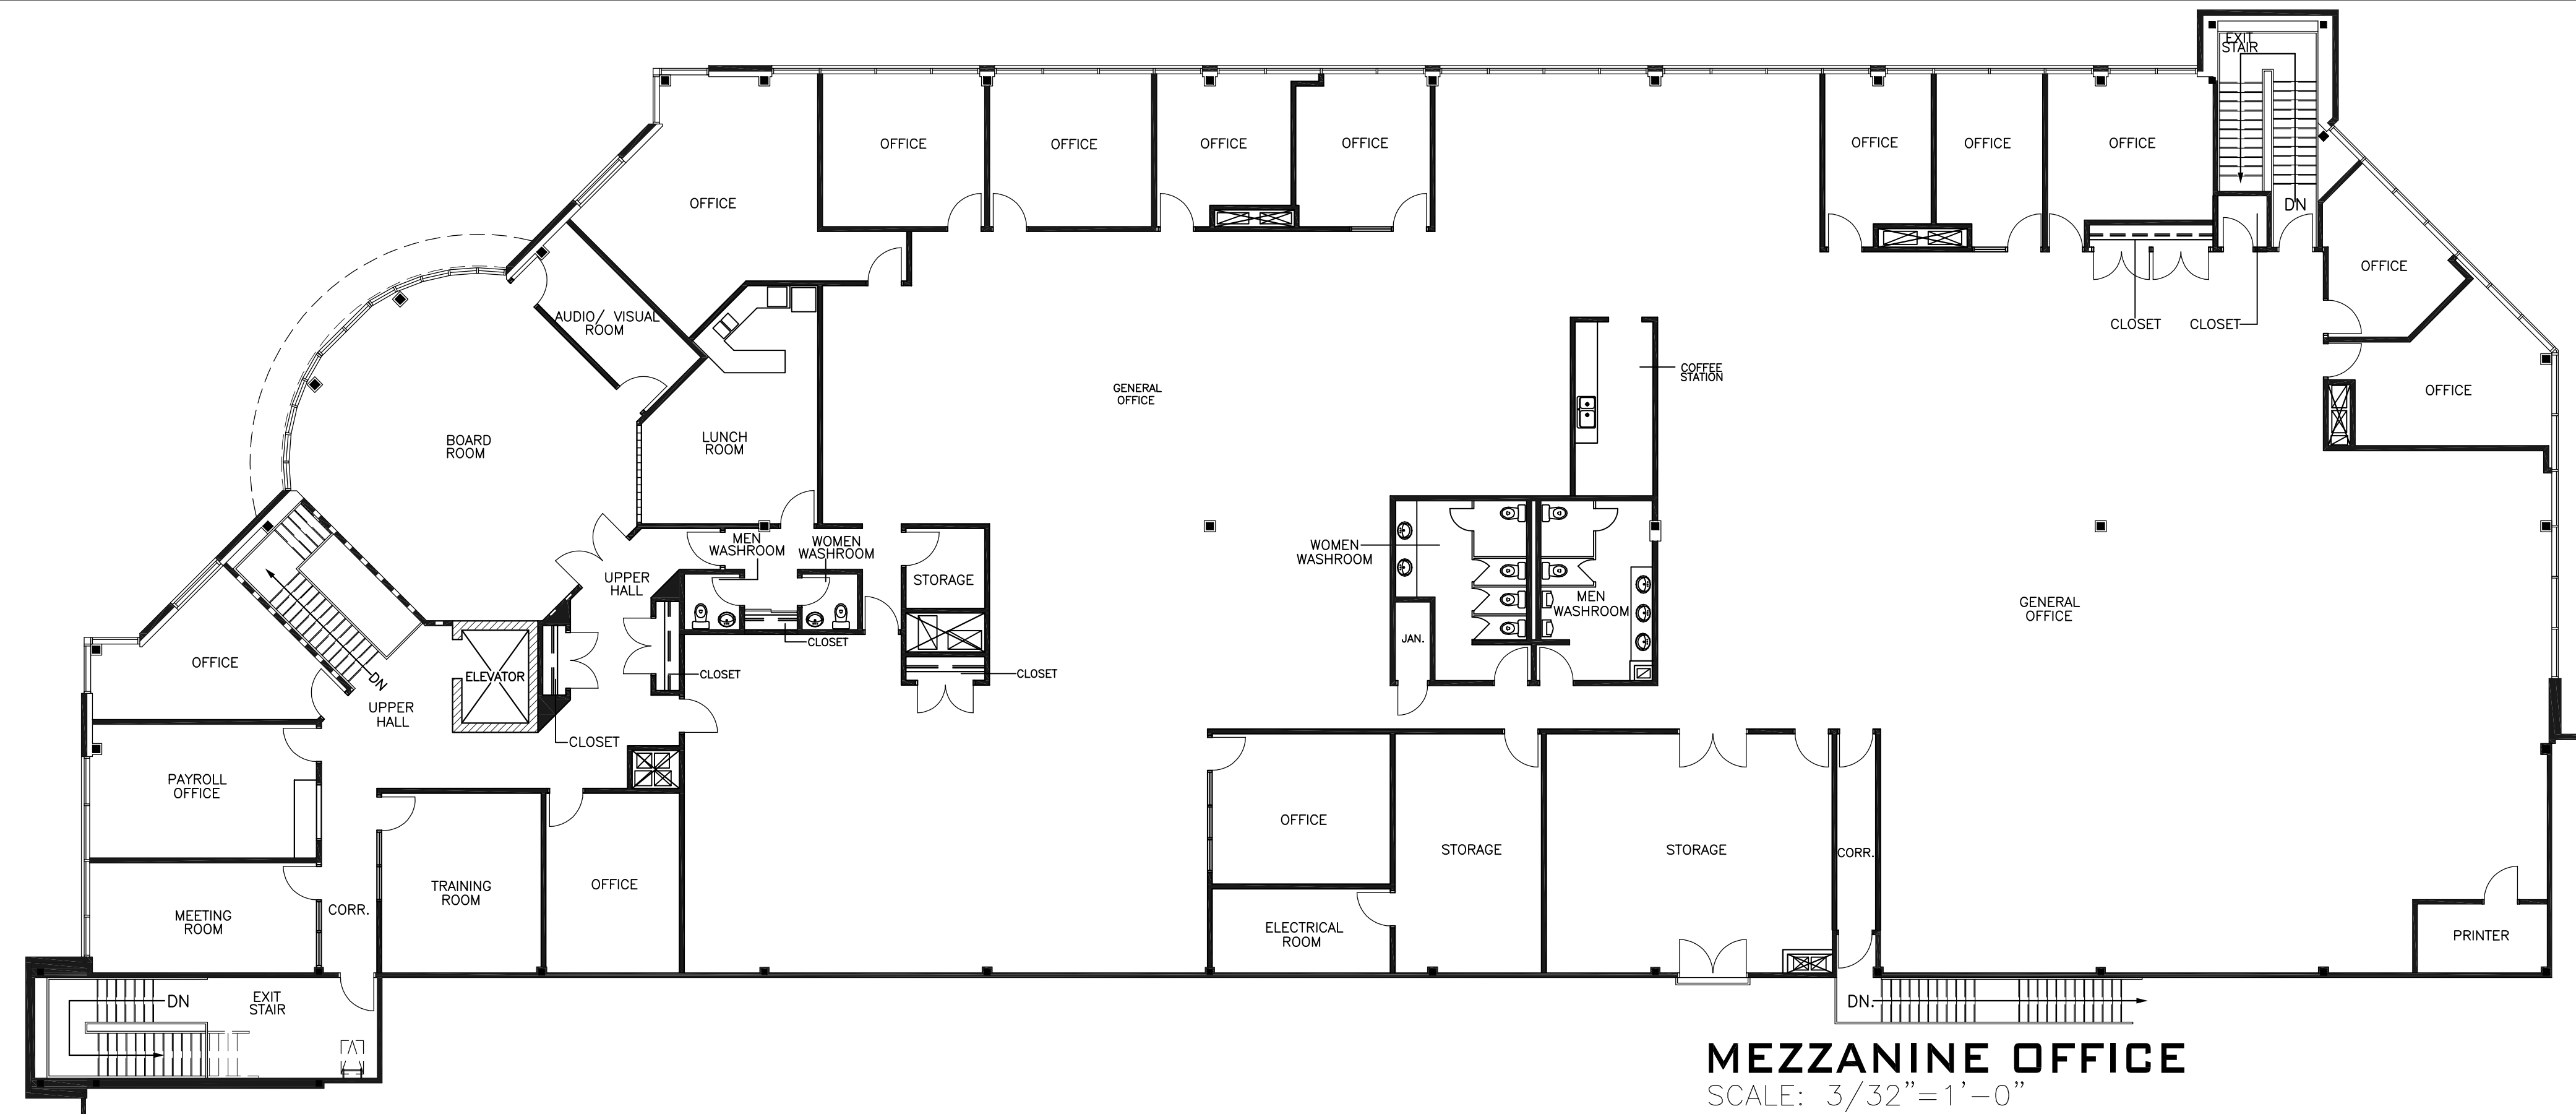 EXIT
STAIR
OFFICE
OFFICE
OFFICE
OFFICE
OFFICE
OFFICE
OFFICE
OFFICE
DN
OFFICE
AUDIO/ VISUAL
ROOM
CLOSET
CLOSET
COFFEE
STATION
GENERAL
OFFICE
OFFICE
BOARD
ROOM
LUNCH
ROOM
MEN
WASHROOM
WOMEN
WASHROOM
WOMEN
WASHROOM
UPPER
HALL
STORAGE
MEN
WASHROOM
GENERAL
OFFICE
JAN.
CLOSET
OFFICE
ELEVATOR
CLOSET
CLOSET
DN
UPPER
HALL
CLOSET
PAYROLL
OFFICE
OFFICE
STORAGE
STORAGE
CORR.
TRAINING
ROOM
OFFICE
MEETING
ROOM
CORR.
ELECTRICAL
ROOM
PRINTER
DN
EXIT
STAIR
DN.
MEZZANINE OFFICE
SCALE: 3/32"=1'-0"